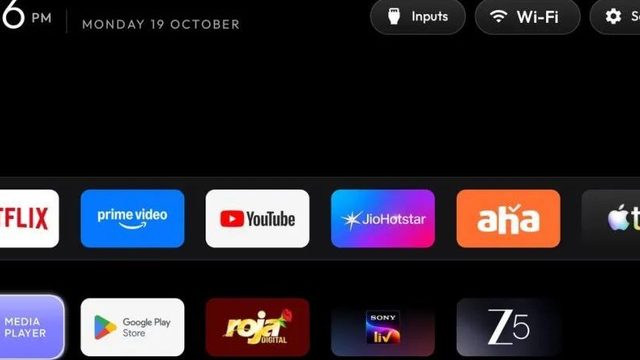 6 PM
MONDAY 19 OCTOBER
Inputs
Wi-Fi
TFLIX
prime video
YouTube
JioHotstar
aha
MEDIA
PLAYER
Google Play
Store
roja
DIGITAL
SONY
liv
Z5